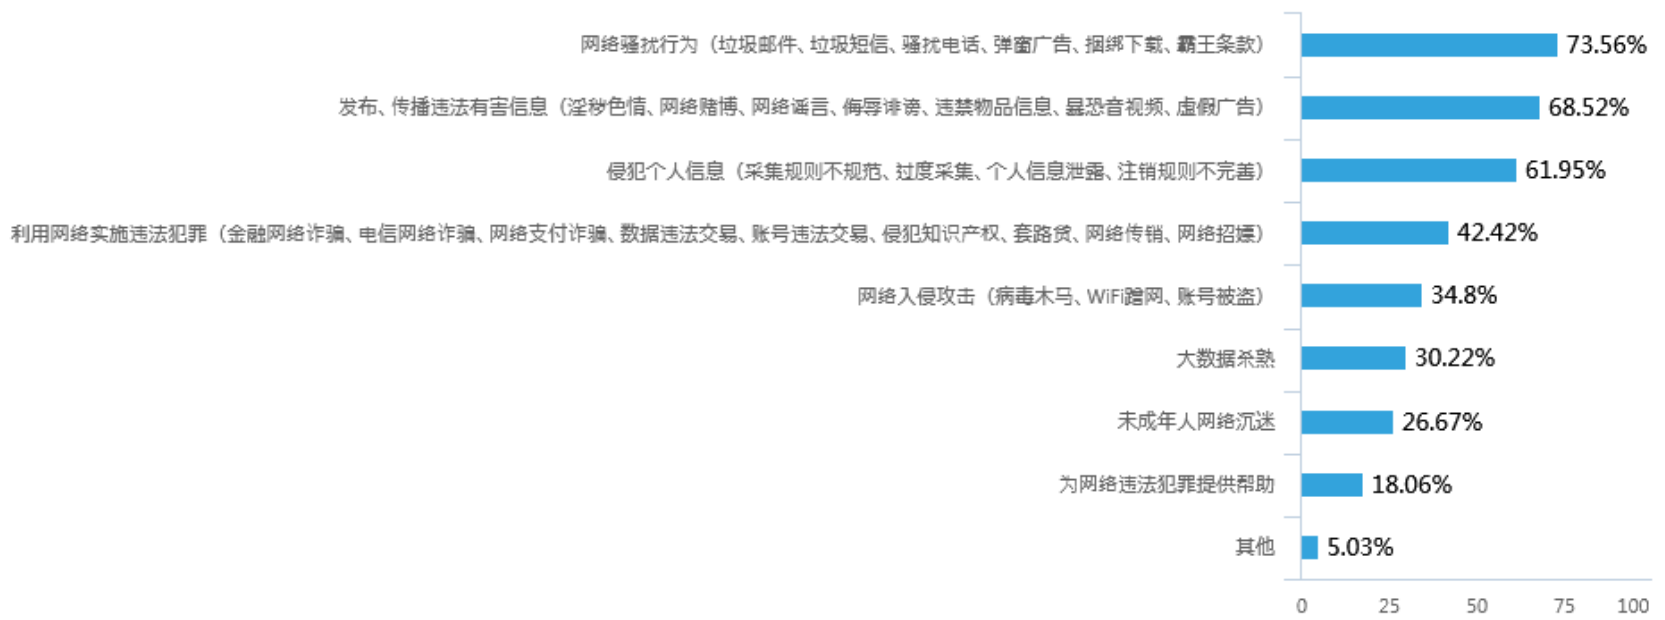 网络骚扰行为（垃圾邮件、垃圾短信、骚扰电话、弹窗广告、捆绑下载、霸王条款） 73.56%
发布、传播违法有害信息（淫秽色情、网络赌博、网络谣言、侮辱诽谤、违禁物品信息、暴恐音视频、虚假广告） 68.52%
侵犯个人信息（采集规则不规范、过度采集、个人信息泄露、注销规则不完善） 61.95%
利用网络实施违法犯罪（金融网络诈骗、电信网络诈骗、网络支付诈骗、数据违法交易、账号违法交易、侵犯知识产权、套路贷、网络传销、网络招嫖） 42.42%
网络入侵攻击（病毒木马、WiFi蹭网、账号被盗） 34.8%
大数据杀熟 30.22%
未成年人网络沉迷 26.67%
为网络违法犯罪提供帮助 18.06%
其他 5.03%
0 25 50 75 100